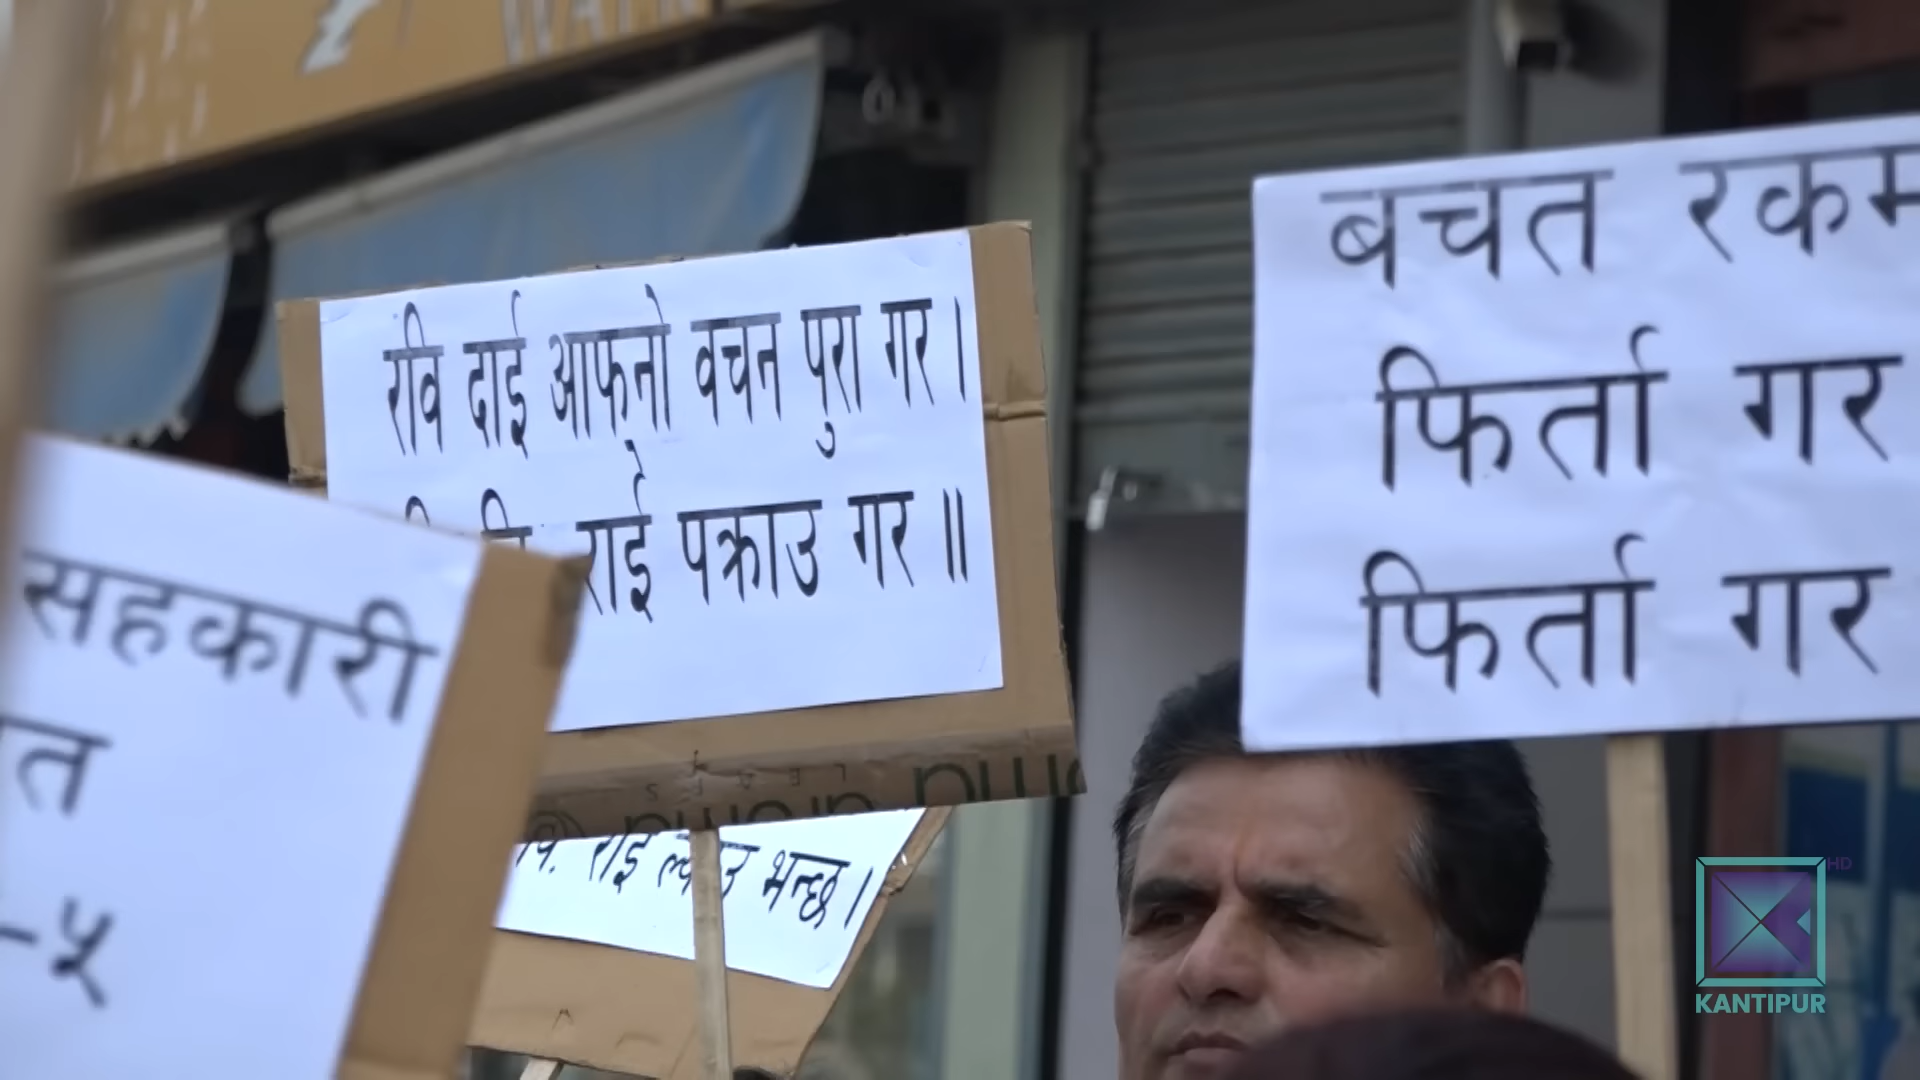 रवि दाई आफ्नो वचन पुरा गर ।
राई पक्राउ गर ॥
बचत रकम
फिर्ता गर
फिर्ता गर
सहकारी
त
-५
राई ल्याउ भन्छ ।
HD
KANTIPUR